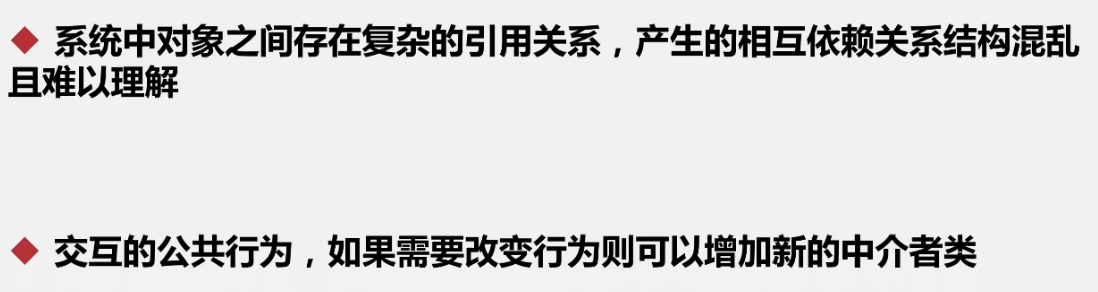 ◆ 系统中对象之间存在复杂的引用关系，产生的相互依赖关系结构混乱
且难以理解
◆ 交互的公共行为，如果需要改变行为则可以增加新的中介者类